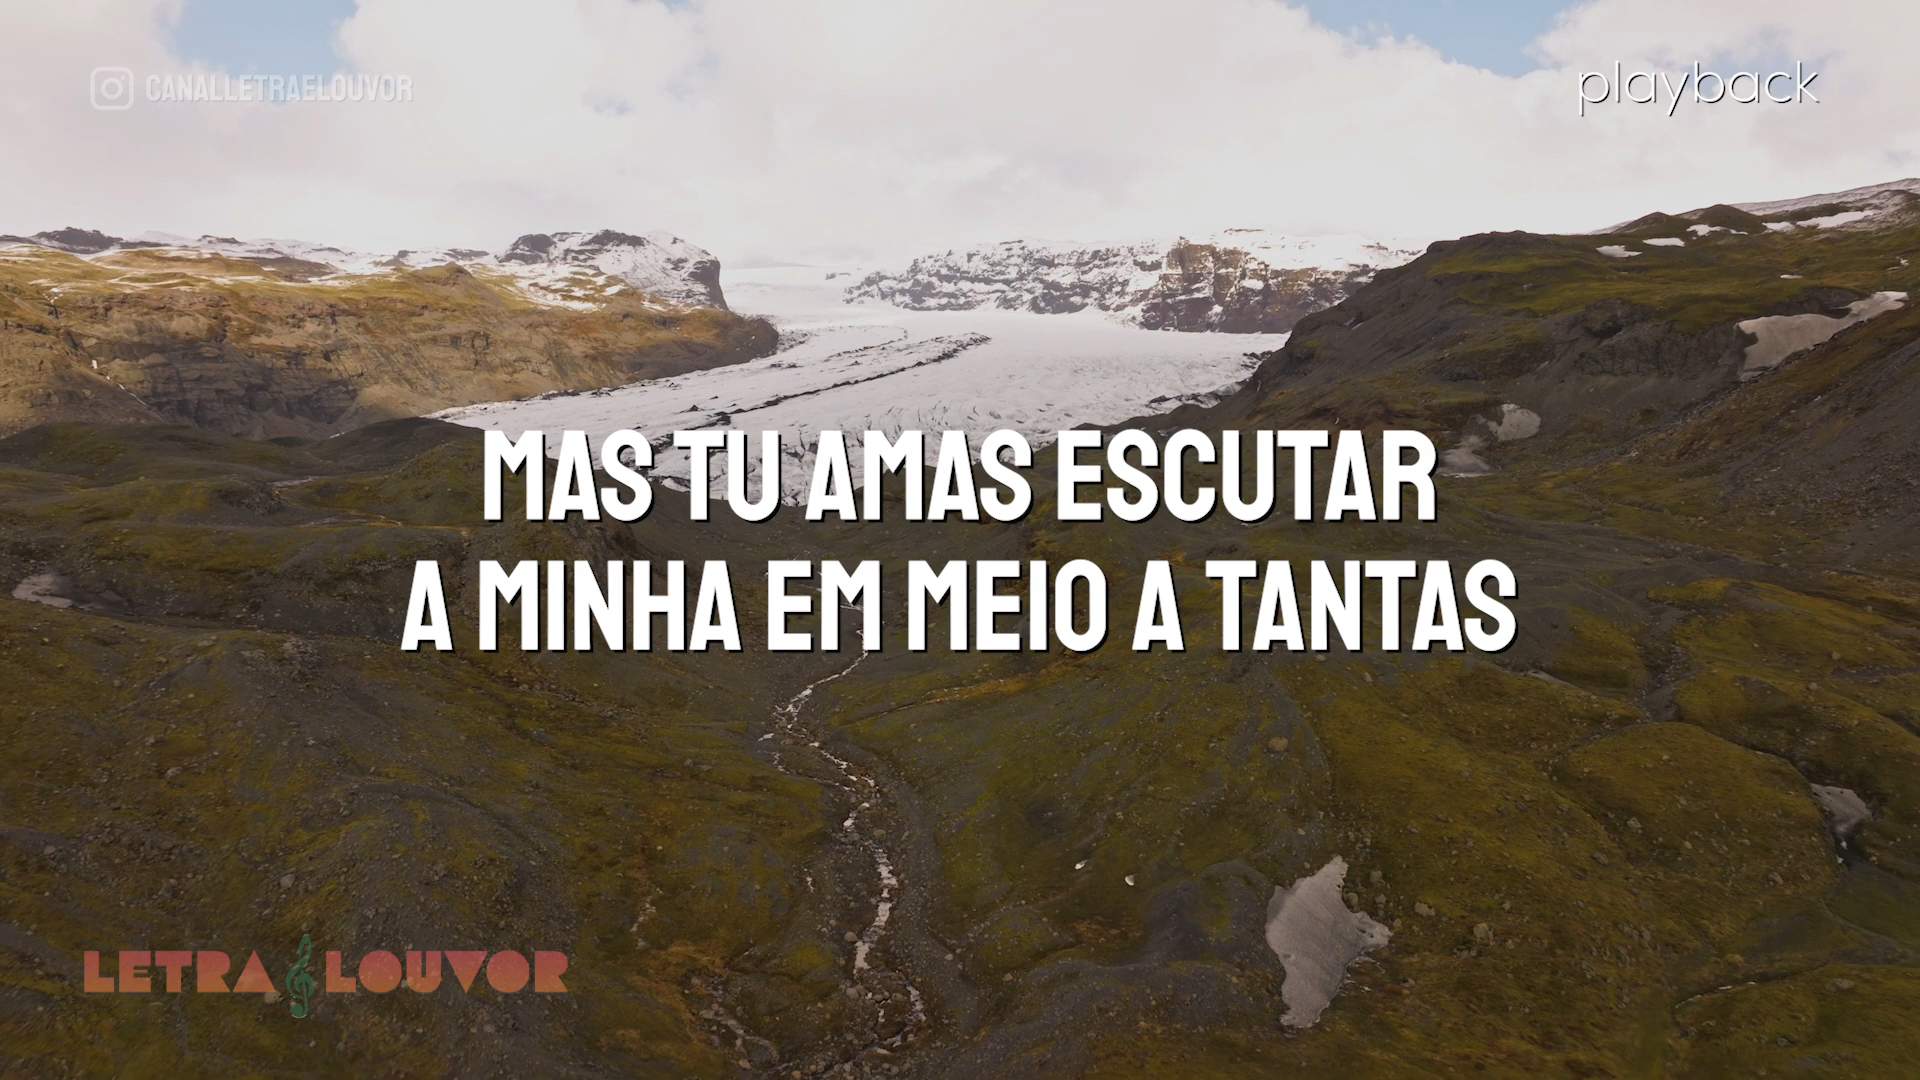 CANALLETRAELOUVOR
playback
MAS TU AMAS ESCUTAR
A MINHA EM MEIO A TANTAS
LETRA LOUVOR